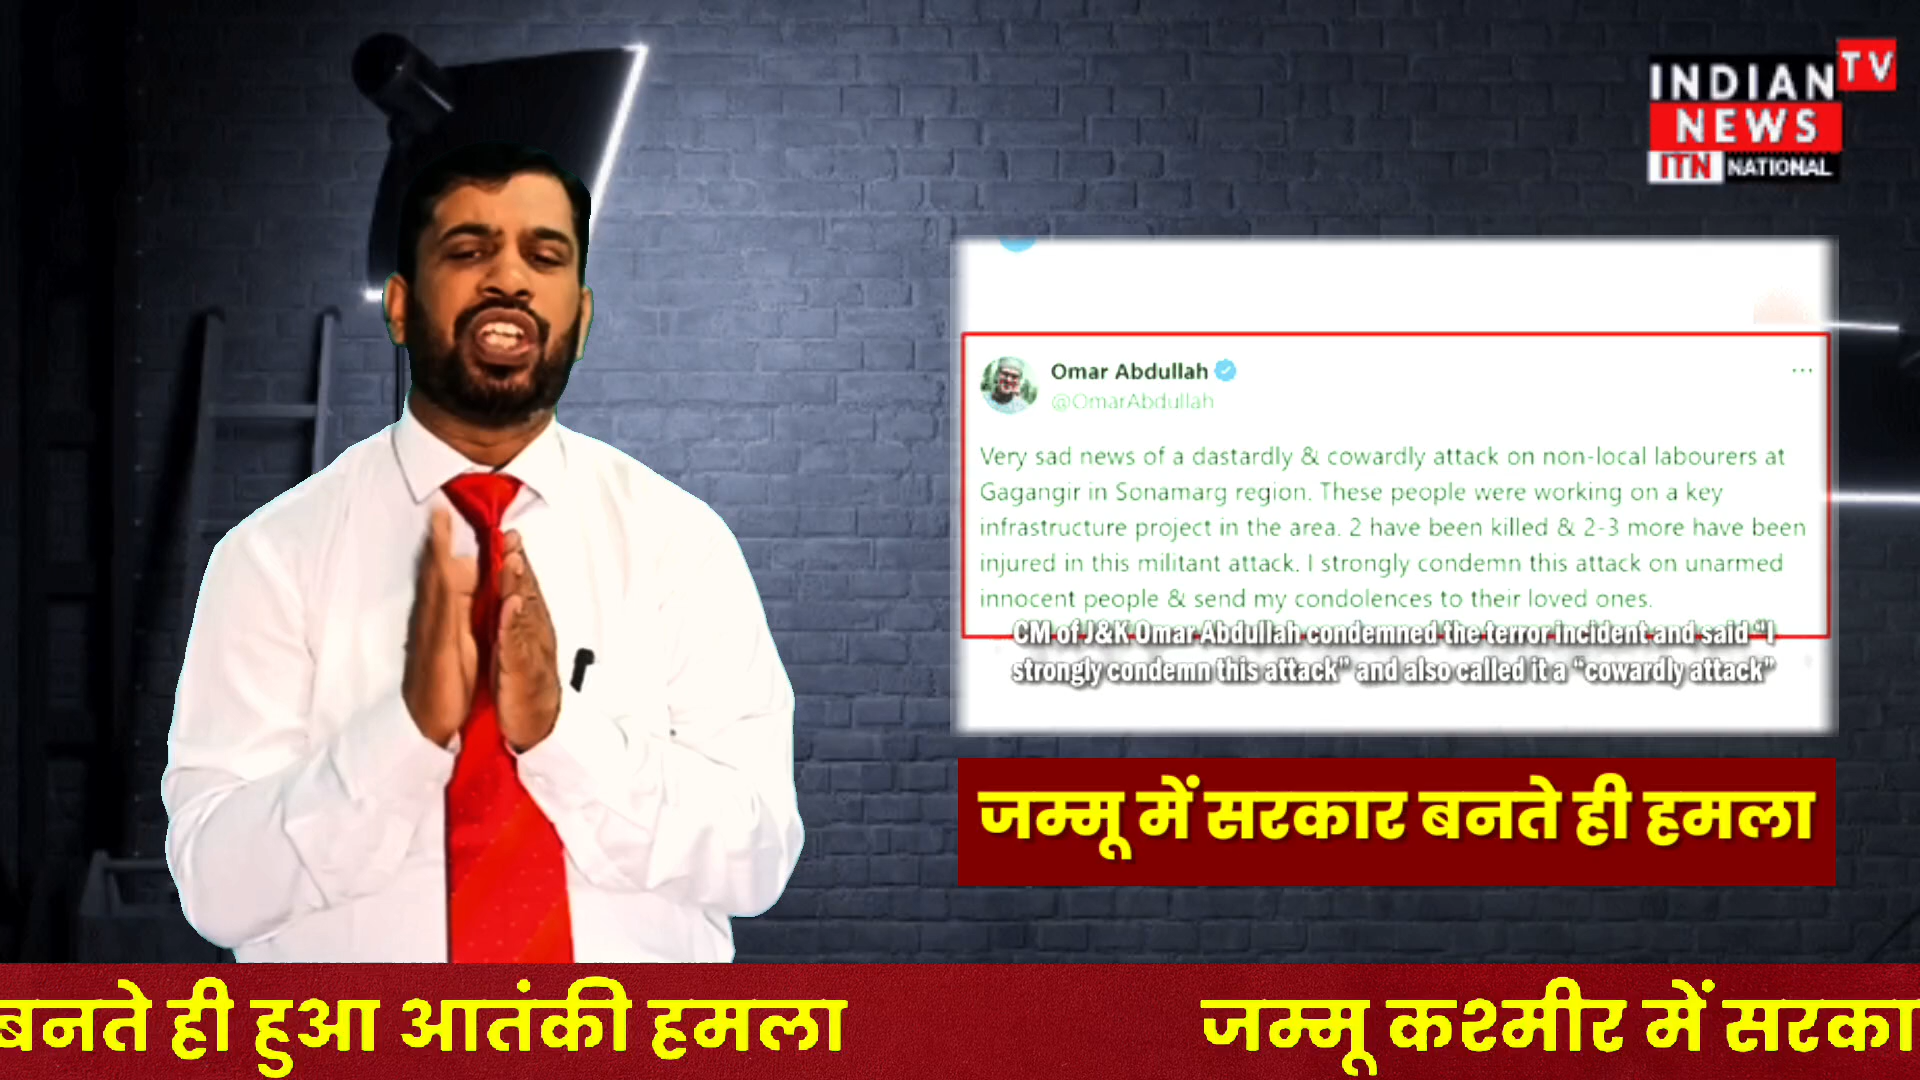 INDIAN TV
NEWS
ITN NATIONAL
Omar Abdullah
@OmarAbdullah
Very sad news of a dastardly & cowardly attack on non-local labourers at
Gagangir in Sonamarg region. These people were working on a key
infrastructure project in the area. 2 have been killed & 2-3 more have been
injured in this militant attack. I strongly condemn this attack on unarmed
innocent people & send my condolences to their loved ones.
CM of J&K Omar Abdullah condemned the terror incident and said "I
strongly condemn this attack" and also called it a "cowardly attack"
जम्मू में सरकार बनते ही हमला
बनते ही हुआ आतंकी हमला
जम्मू कश्मीर में सरका